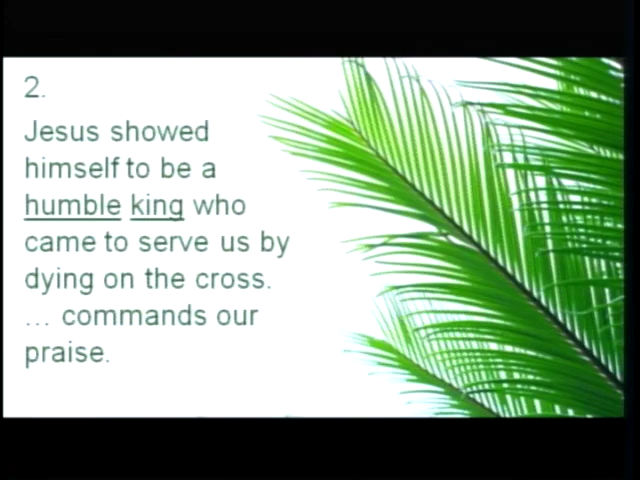 2.
Jesus showed
himself to be a
humble king who
came to serve us by
dying on the cross.
... commands our
praise.